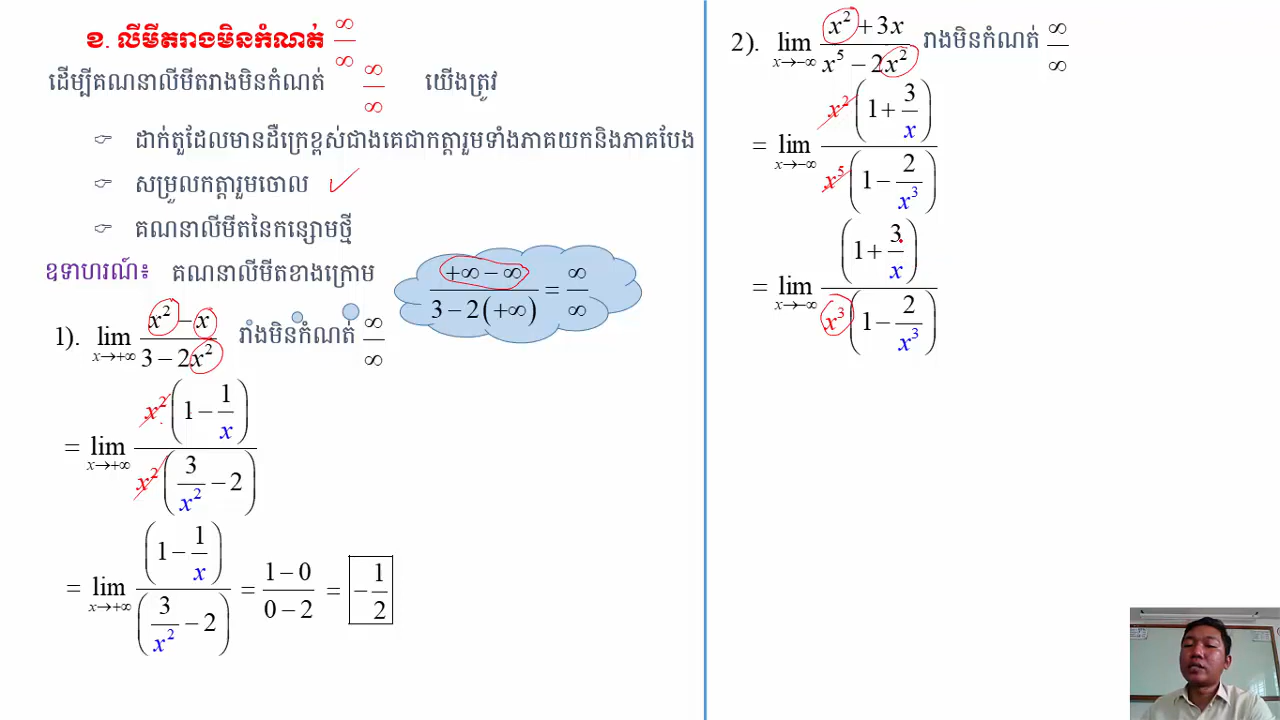 ខ. លីមីតរាងមិនកំណត់ ∞/∞
ដើម្បីគណនាលីមីតរាងមិនកំណត់ ∞/∞ យើងត្រូវ
ដាក់តួដែលមានដឺក្រេខ្ពស់ជាងគេជាកត្តារួមទាំងភាគយកនិងភាគបែង
សម្រួលកត្តារួមចោល
គណនាលីមីតនៃកន្សោមថ្មី
ឧទាហរណ៍៖ គណនាលីមីតខាងក្រោម
(+∞ − ∞)/(3 − 2(+∞)) = ∞/∞
1). lim x→+∞ (x² − x)/(3 − 2x²) រាងមិនកំណត់ ∞/∞
= lim x→+∞ x²(1 − 1/x)/x²(3/x² − 2)
= lim x→+∞ (1 − 1/x)/(3/x² − 2) = (1 − 0)/(0 − 2) = −1/2
2). lim x→−∞ (x² + 3x)/(x⁵ − 2x²) រាងមិនកំណត់ ∞/∞
= lim x→−∞ x²(1 + 3/x)/x⁵(1 − 2/x³)
= lim x→−∞ (1 + 3/x)/x³(1 − 2/x³)